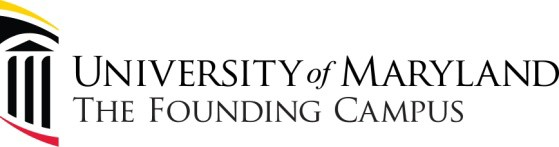 UNIVERSITY of MARYLAND
THE FOUNDING CAMPUS